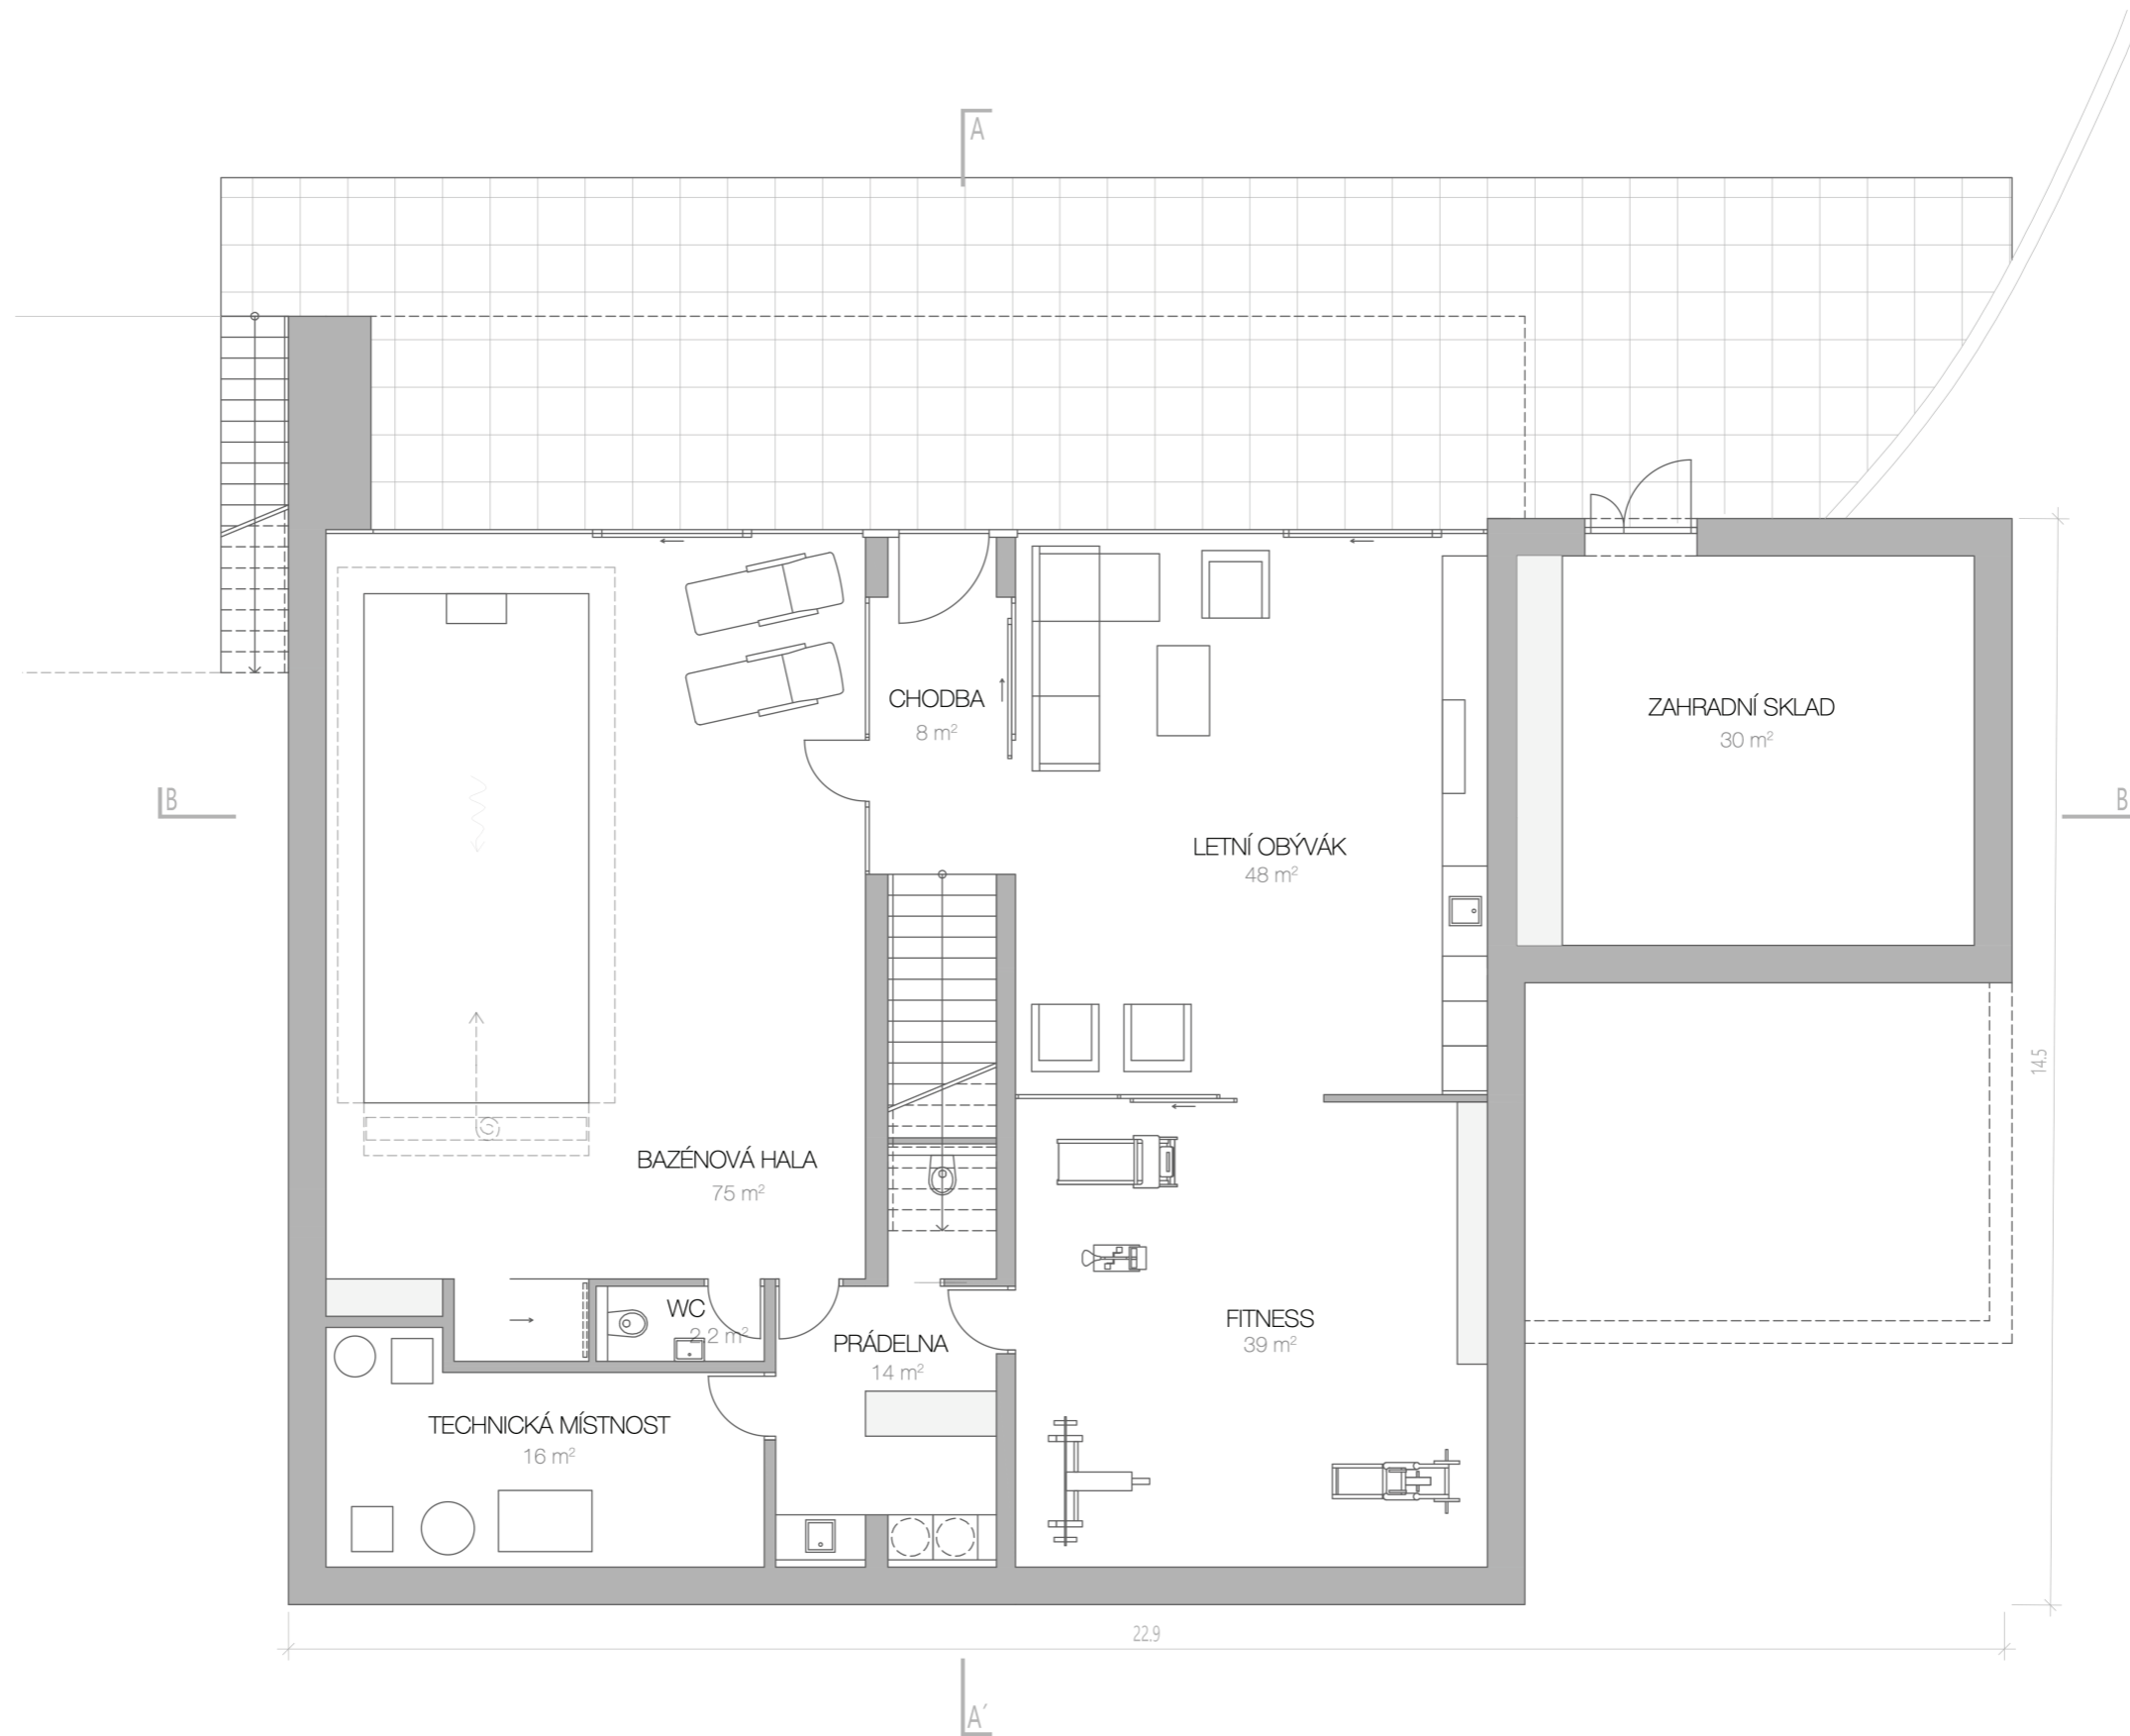 A
CHODBA
8 m²
ZAHRADNÍ SKLAD
30 m²
B
B
LETNÍ OBÝVÁK
48 m²
14.5
BAZÉNOVÁ HALA
75 m²
WC
2.2 m²
PRÁDELNA
14 m²
FITNESS
39 m²
TECHNICKÁ MÍSTNOST
16 m²
22.9
A´